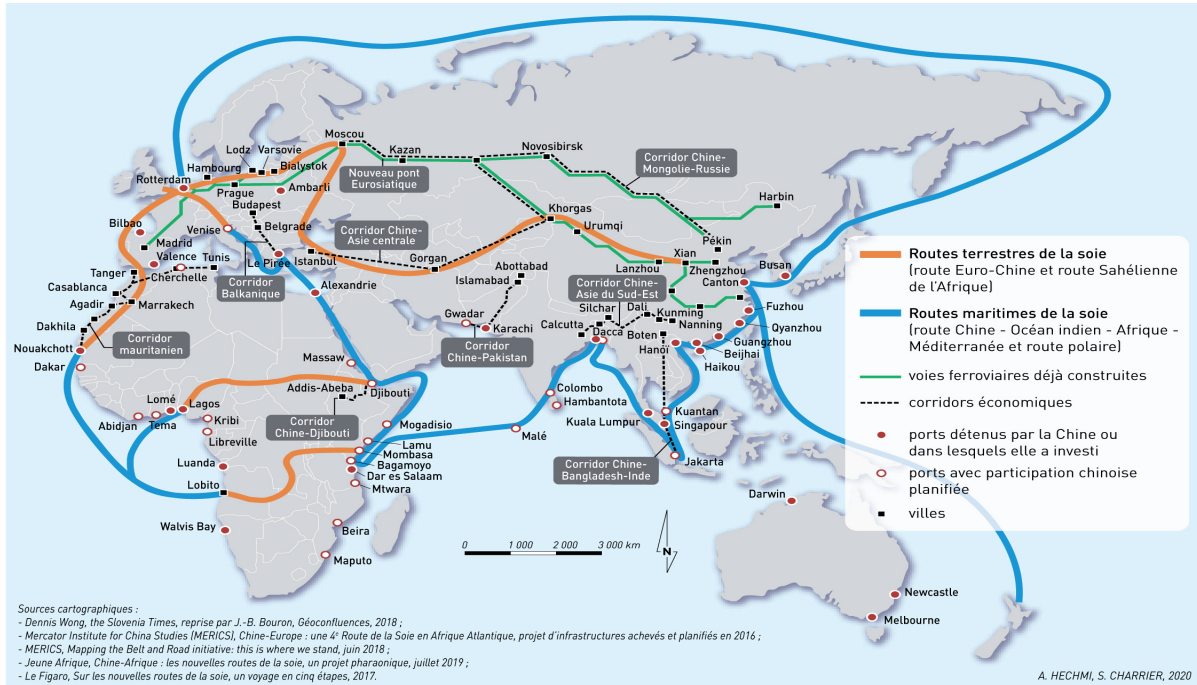 Moscou
Kazan
Novosibirsk
Lodz
Varsovie
Hambourg
Bialystok
Rotterdam
Nouveau pont
Eurosiatique
Corridor Chine-
Mongolie-Russie
Prague
Ambarli
Harbin
Budapest
Bilbao
Belgrade
Venise
Khorgas
Urumqi
Corridor Chine-
Asie centrale
Madrid
Valence
Tunis
Le Pirée
Istanbul
Gorgan
Pékin
Xian
Lanzhou
Zhengzhou
Busan
Tanger
Cherchelle
Casablanca
Corridor
Balkanique
Alexandrie
Abottabad
Islamabad
Corridor Chine-
Asie du Sud-Est
Canton
Agadir
Marrakech
Silchar
Dali
Kunming
Fuzhou
Dakhila
Gwadar
Karachi
Calcutta
Dacca
Boten
Nanning
Qyanzhou
Nouakchott
Corridor
mauritanien
Corridor
Chine-Pakistan
Hanoï
Guangzhou
Beijhai
Haikou
Dakar
Massaw
Addis-Abeba
Djibouti
Colombo
Hambantota
Lomé
Lagos
Kribi
Abidjan
Tema
Libreville
Corridor
Chine-Djibouti
Mogadisio
Malé
Kuantan
Kuala Lumpur
Singapour
Lamu
Mombasa
Bagamoyo
Dar es Salaam
Mtwara
Luanda
Lobito
Corridor Chine-
Bangladesh-Inde
Jakarta
Darwin
Walvis Bay
Beira
Maputo
Newcastle
Melbourne
0 1 000 2 000 3 000 km
N
Routes terrestres de la soie
(route Euro-Chine et route Sahélienne
de l'Afrique)
Routes maritimes de la soie
(route Chine - Océan indien - Afrique -
Méditerranée et route polaire)
voies ferroviaires déjà construites
corridors économiques
ports détenus par la Chine ou
dans lesquels elle a investi
ports avec participation chinoise
planifiée
villes
Sources cartographiques :
- Dennis Wong, the Slovenia Times, reprise par J.-B. Bouron, Géoconfluences, 2018 ;
- Mercator Institute for China Studies (MERICS), Chine-Europe : une 4e Route de la Soie en Afrique Atlantique, projet d'infrastructures achevés et planifiés en 2016 ;
- MERICS, Mapping the Belt and Road initiative: this is where we stand, juin 2018 ;
- Jeune Afrique, Chine-Afrique : les nouvelles routes de la soie, un projet pharaonique, juillet 2019 ;
- Le Figaro, Sur les nouvelles routes de la soie, un voyage en cinq étapes, 2017.
A. HECHMI, S. CHARRIER, 2020